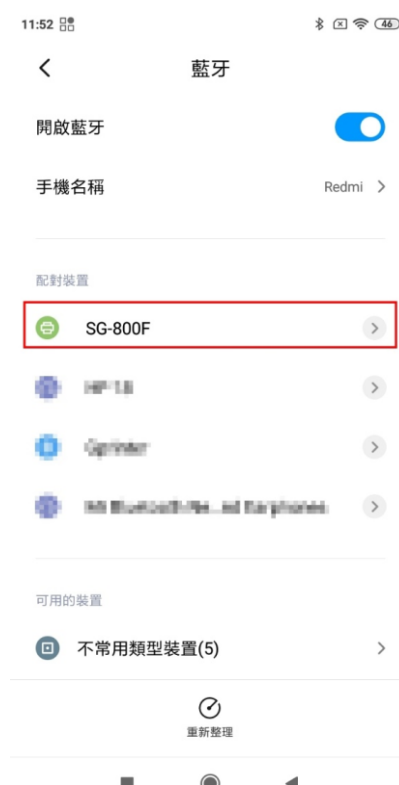 11:52
46
藍牙
開啟藍牙
手機名稱
Redmi
配對裝置
SG-800F
可用的裝置
不常用類型裝置(5)
重新整理